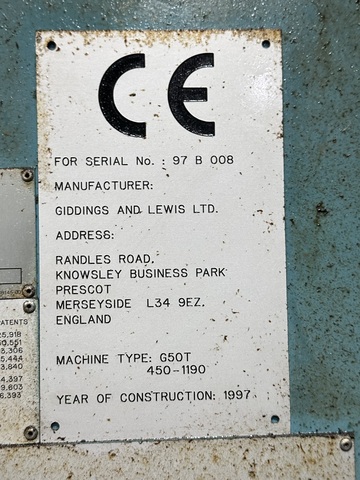 CE
FOR SERIAL No. : 97 B 008
MANUFACTURER:
GIDDINGS AND LEWIS LTD.
ADDRESS:
RANDLES ROAD,
KNOWSLEY BUSINESS PARK
PRESCOT
MERSEYSIDE L34 9EZ,
ENGLAND
MACHINE TYPE: G50T
450-1190
YEAR OF CONSTRUCTION: 1997